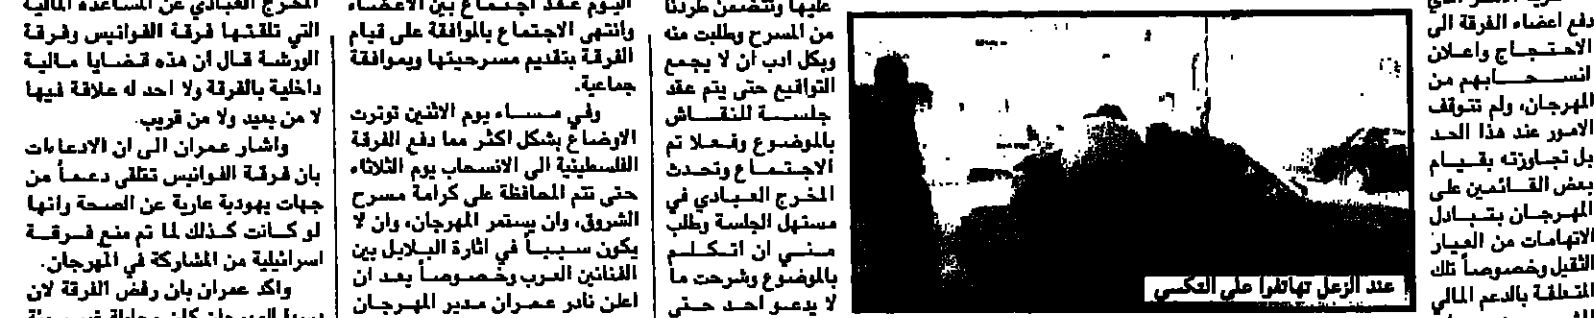 دفع اعضاء الفرقة الى
الاحتجاج واعلان
انسحابهم من
المهرجان، ولم تتوقف
الامور عند هذا الحد
بل تجاوزته بقيام
بعض القائمين على
المهرجان بتبادل
الاتهامات من العيار
الثقيل وخصوصاً تلك
المتعلقة بالدعم المالي
عند الزعل تهاتفوا على التكسي
عليها وتتضمن طردنا
من المسرح وطلبت منه
وبكل ادب ان لا يجمع
التواقيع حتى يتم عقد
جلسة للنقاش
بالموضوع وفعلا تم
الاجتماع وتحدث
المخرج العبادي في
مستهل الجلسة وطلب
مني ان اتكلم
بالموضوع وشرحت ما
لا يدعو احد حتى
اليوم عقد اجتماع بين الاعضاء
وانتهى الاجتماع بالموافقة على قيام
الفرقة بتقديم مسرحيتها وبموافقة
جماعية.
وفي مساء يوم الاثنين توترت
الاوضاع بشكل اكثر مما دفع الفرقة
الفلسطينية الى الانسحاب يوم الثلاثاء
حتى تتم المحافظة على كرامة مسرح
الشروق، وان يستمر المهرجان، وان لا
يكون سبباً في اثارة البلابل بين
الفنانين العرب وخصوصاً بعد ان
اعلن نادر عمران مدير المهرجان
المخرج العبادي عن المساعدة المالية
التي تلقتها فرقة الفوانيس وفرقة
الورشة قال ان هذه قضايا مالية
داخلية بالفرقة ولا احد له علاقة فيها
لا من بعيد ولا من قريب.
واشار عمران الى ان الادعاءات
بان فرقة الفوانيس تتلقى دعماً من
جهات يهودية عارية عن الصحة وانها
لو كانت كذلك لما تم منع فرقة
اسرائيلية من المشاركة في المهرجان.
واكد عمران بان رفض الفرقة لان